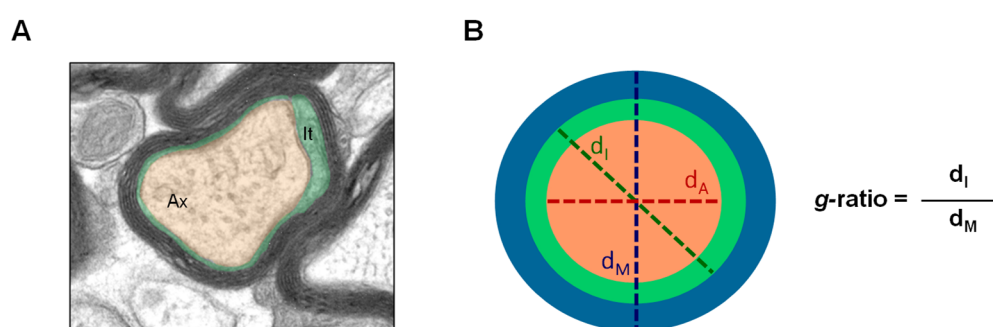 A
B
It
Ax
dI
dA
dM
g-ratio =
dI
dM